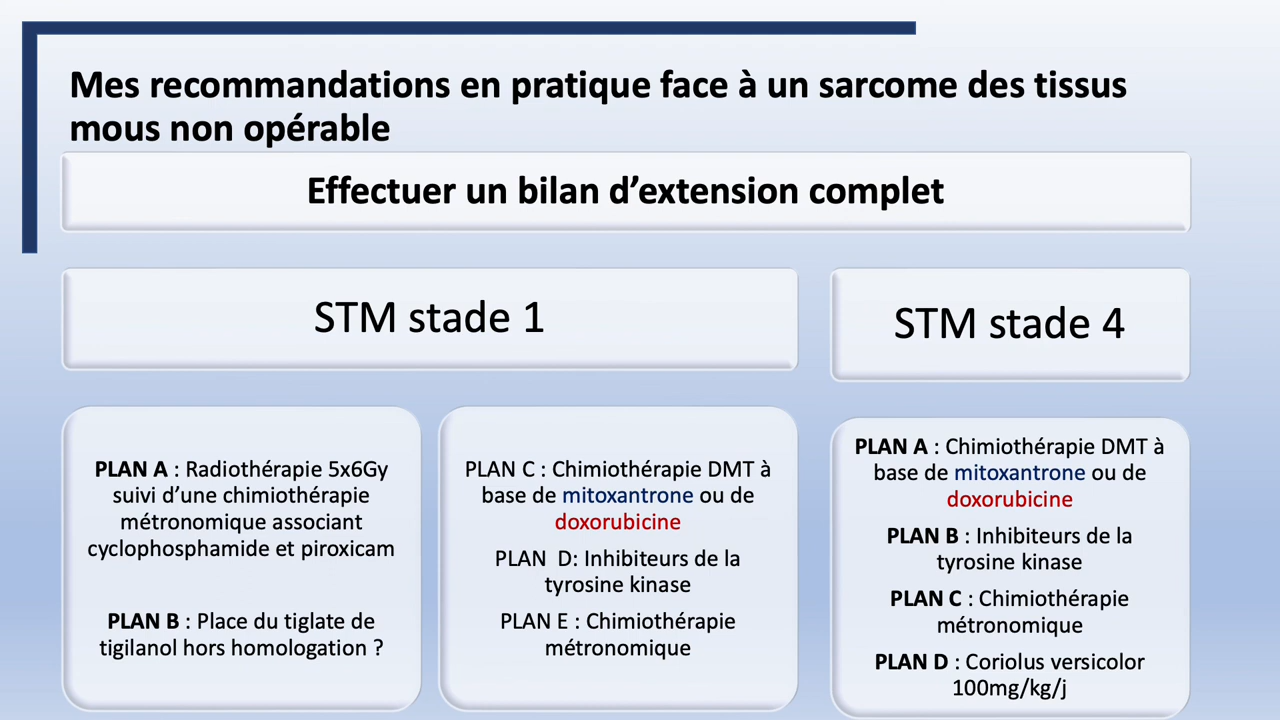 Mes recommandations en pratique face à un sarcome des tissus
mous non opérable
Effectuer un bilan d’extension complet
STM stade 1
STM stade 4
PLAN A : Radiothérapie 5x6Gy
suivi d’une chimiothérapie
métronomique associant
cyclophosphamide et piroxicam
PLAN B : Place du tiglate de
tigilanol hors homologation ?
PLAN C : Chimiothérapie DMT à
base de mitoxantrone ou de
doxorubicine
PLAN  D: Inhibiteurs de la
tyrosine kinase
PLAN E : Chimiothérapie
métronomique
PLAN A : Chimiothérapie DMT à
base de mitoxantrone ou de
doxorubicine
PLAN B : Inhibiteurs de la
tyrosine kinase
PLAN C : Chimiothérapie
métronomique
PLAN D : Coriolus versicolor
100mg/kg/j